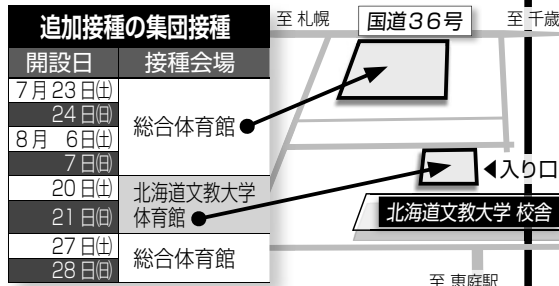 追加接種の集団接種
開設日 接種会場
7月23日㈯
24日㈰
総合体育館
8月 6日㈯
7日㈰
20日㈯
21日㈰
北海道文教大学
体育館
27日㈯
28日㈰
総合体育館
至 札幌
国道36号
至 千歳
◀入り口
北海道文教大学 校舎
至 恵庭駅